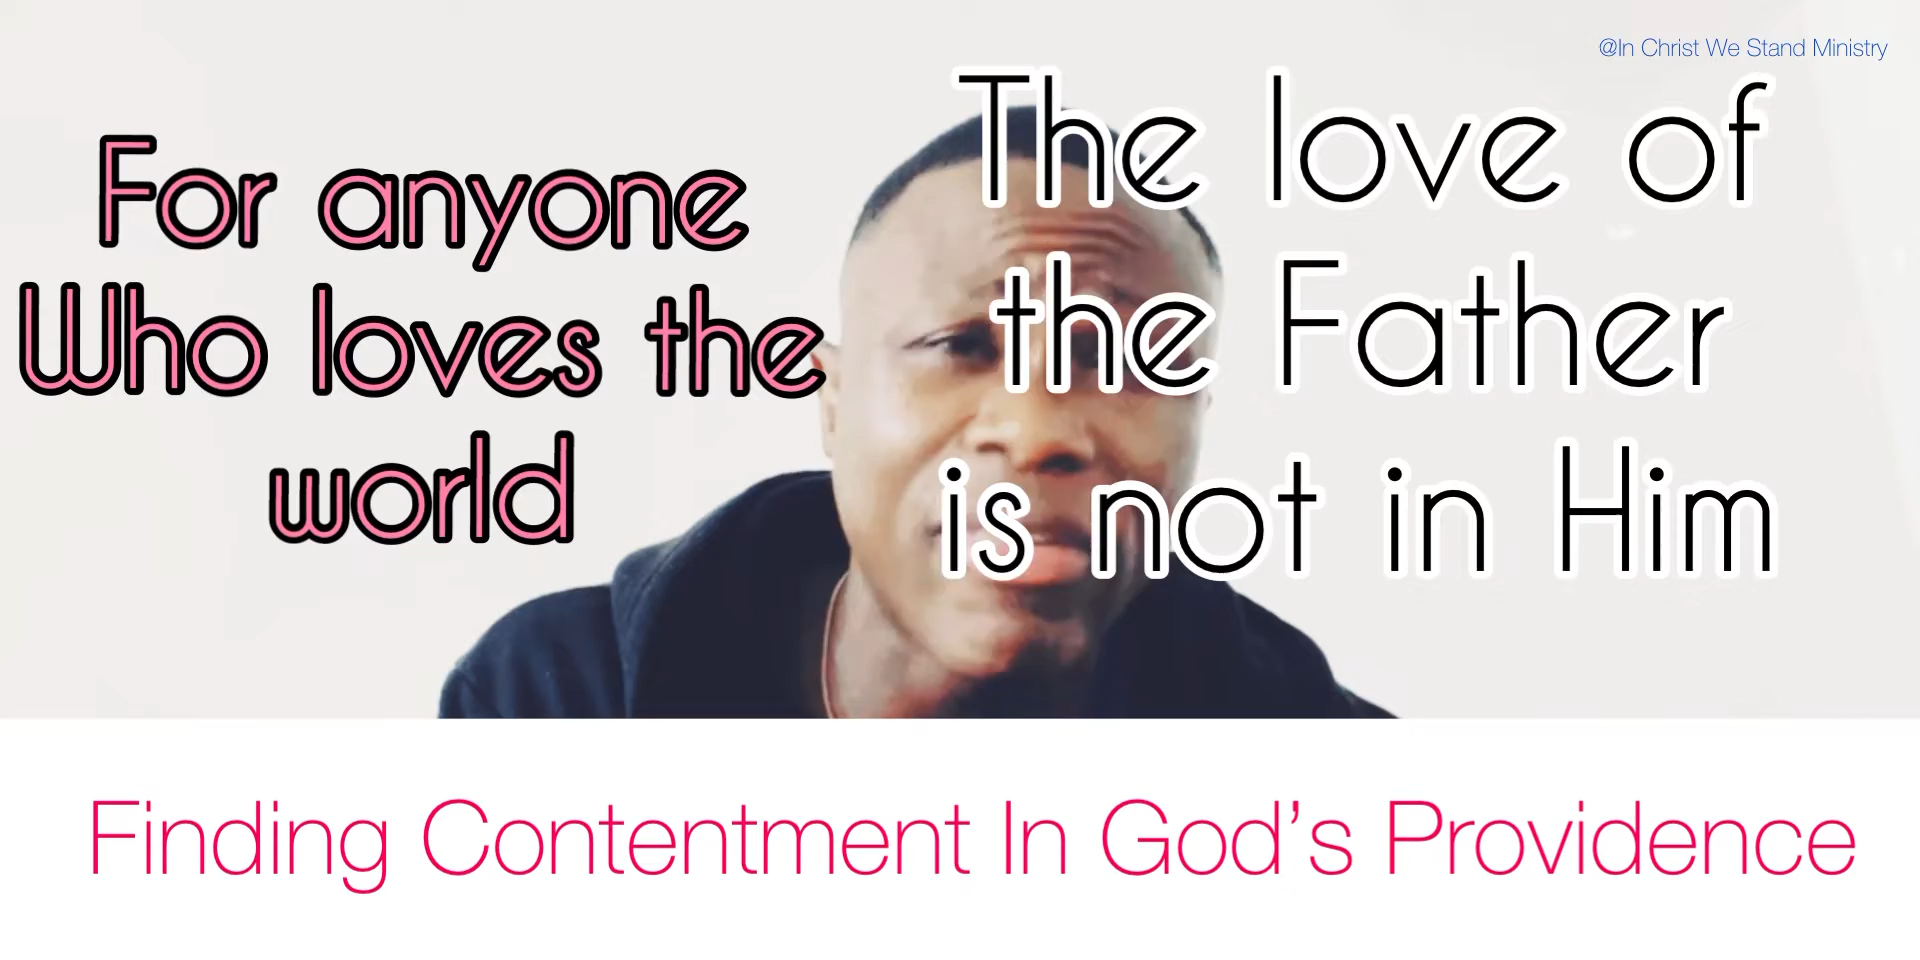 @In Christ We Stand Ministry
For anyone
Who loves the
world
The love of
the Father
is not in Him
Finding Contentment In God’s Providence